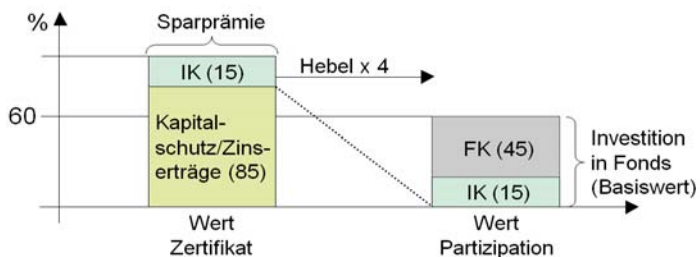 %
Sparprämie
IK (15)
Hebel x 4
60
Kapital-
schutz/Zins-
erträge (85)
FK (45)
IK (15)
Investition
in Fonds
(Basiswert)
Wert
Zertifikat
Wert
Partizipation